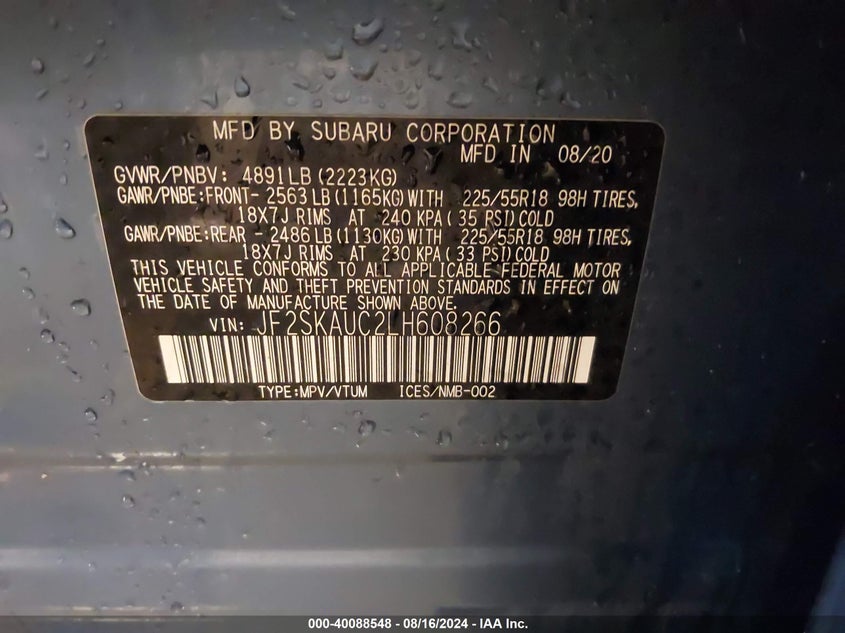 MFD BY SUBARU CORPORATION
MFD IN 08/20
GVWR/PNBV: 4891LB (2223KG)
GAWR/PNBE:FRONT- 2563 LB (1165KG) WITH 225/55R18 98H TIRES,
18X7J RIMS AT 240 KPA ( 35 PSI) COLD
GAWR/PNBE:REAR - 2486 LB (1130KG) WITH 225/55R18 98H TIRES,
18X7J RIMS AT 230 KPA ( 33 PSI) COLD
THIS VEHICLE CONFORMS TO ALL APPLICABLE FEDERAL MOTOR
VEHICLE SAFETY AND THEFT PREVENTION STANDARDS IN EFFECT ON
THE DATE OF MANUFACTURE SHOWN ABOVE.
VIN: JF2SKAUC2LH608266
TYPE:MPV/VTUM ICES/NMB-002
000-40088548 - 08/16/2024 - IAA Inc.